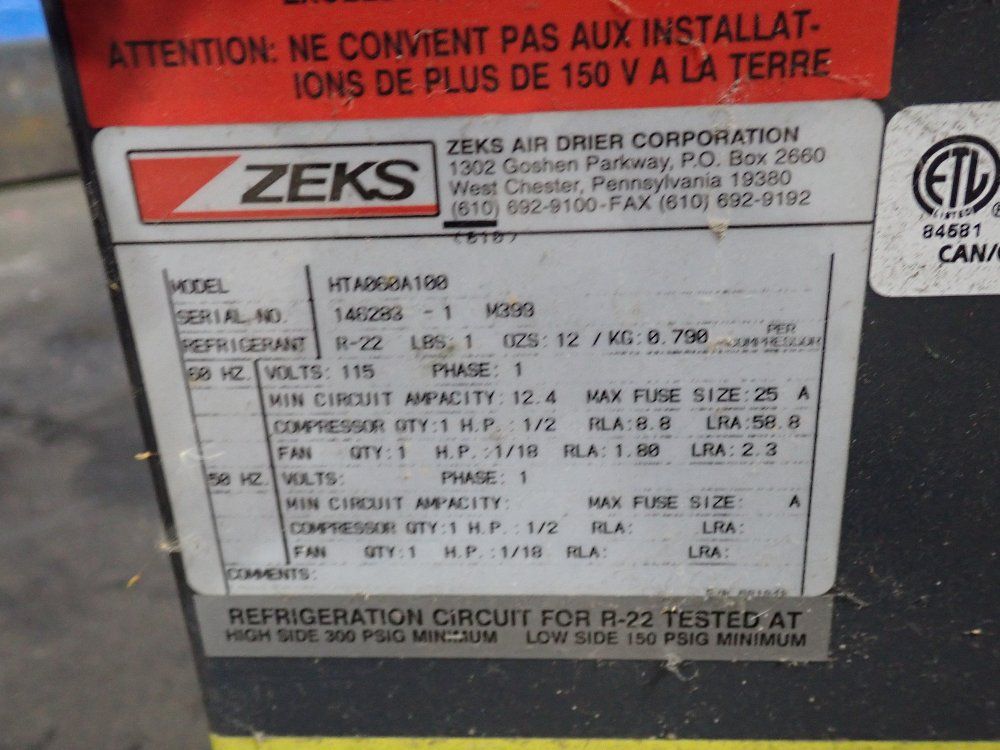 ATTENTION: NE CONVIENT PAS AUX INSTALLAT-
IONS DE PLUS DE 150 V A LA TERRE
ZEKS
ZEKS AIR DRIER CORPORATION
1302 Goshen Parkway, P.O. Box 2660
West Chester, Pennsylvania 19380
(610) 692-9100-FAX (610) 692-9192
(610)
ETL
LISTED
84681
CAN/
MODEL HTA060A100
SERIAL NO. 146283 - 1 M399
REFRIGERANT R-22 LBS: 1 OZS: 12 / KG: 0.790 PER COMPRESSOR
60 HZ. VOLTS: 115 PHASE: 1
MIN CIRCUIT AMPACITY: 12.4 MAX FUSE SIZE: 25 A
COMPRESSOR QTY:1 H.P. : 1/2 RLA: 8.8 LRA: 58.8
FAN QTY: 1 H.P. :1/18 RLA: 1.80 LRA: 2.3
50 HZ. VOLTS: PHASE: 1
MIN CIRCUIT AMPACITY: MAX FUSE SIZE: A
COMPRESSOR QTY:1 H.P. : 1/2 RLA: LRA:
FAN QTY:1 H.P. :1/18 RLA: LRA:
COMMENTS:
REFRIGERATION CIRCUIT FOR R-22 TESTED AT
HIGH SIDE 300 PSIG MINIMUM LOW SIDE 150 PSIG MINIMUM